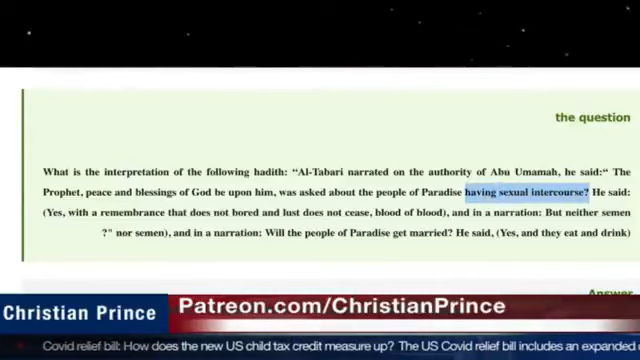 the question
What is the interpretation of the following hadith: “Al-Tabari narrated on the authority of Abu Umamah, he said:“ The
Prophet, peace and blessings of God be upon him, was asked about the people of Paradise having sexual intercourse? He said:
(Yes, with a remembrance that does not bored and lust does not cease, blood of blood), and in a narration: But neither semen
?" nor semen), and in a narration: Will the people of Paradise get married? He said, (Yes, and they eat and drink)
Answer
Christian Prince
Patreon.com/ChristianPrince
Covid relief bill: How does the new US child tax credit measure up? The US Covid relief bill includes an expanded